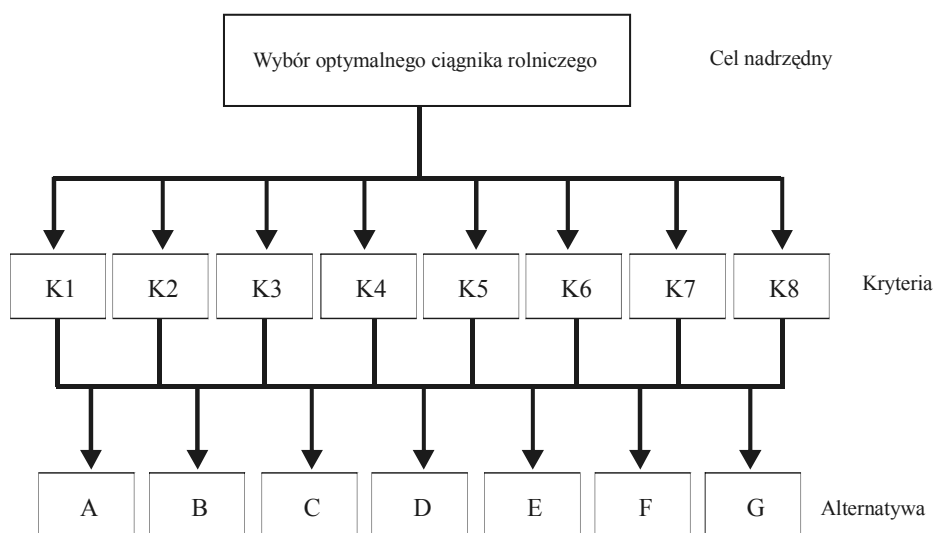 Wybór optymalnego ciągnika rolniczego
Cel nadrzędny
K1 K2 K3 K4 K5 K6 K7 K8
Kryteria
A B C D E F G
Alternatywa